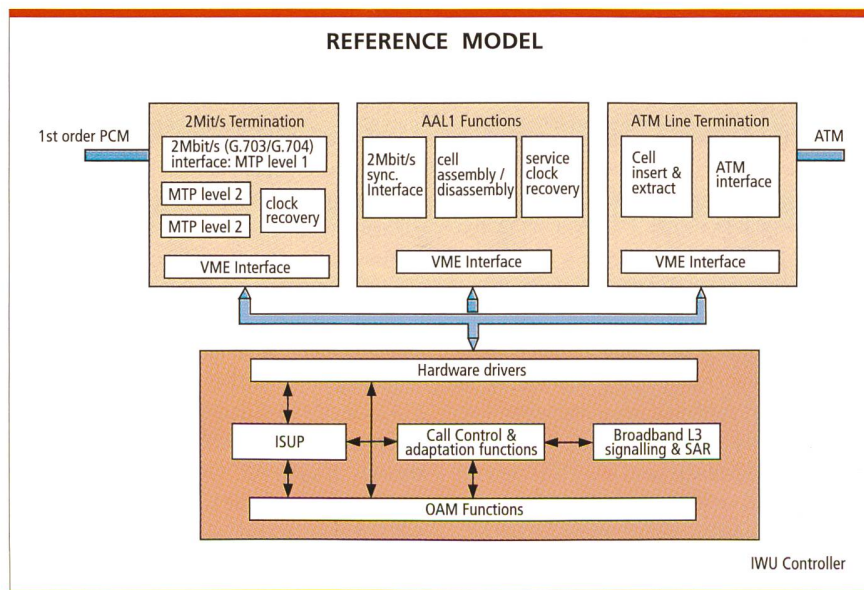 REFERENCE MODEL
1st order PCM
2Mit/s Termination
2Mbit/s (G.703/G.704)
interface: MTP level 1
MTP level 2
MTP level 2
clock
recovery
VME Interface
AAL1 Functions
2Mbit/s
sync.
Interface
cell
assembly /
disassembly
service
clock
recovery
VME Interface
ATM Line Termination
Cell
insert &
extract
ATM
interface
VME Interface
ATM
Hardware drivers
ISUP
Call Control &
adaptation functions
Broadband L3
signalling & SAR
OAM Functions
IWU Controller